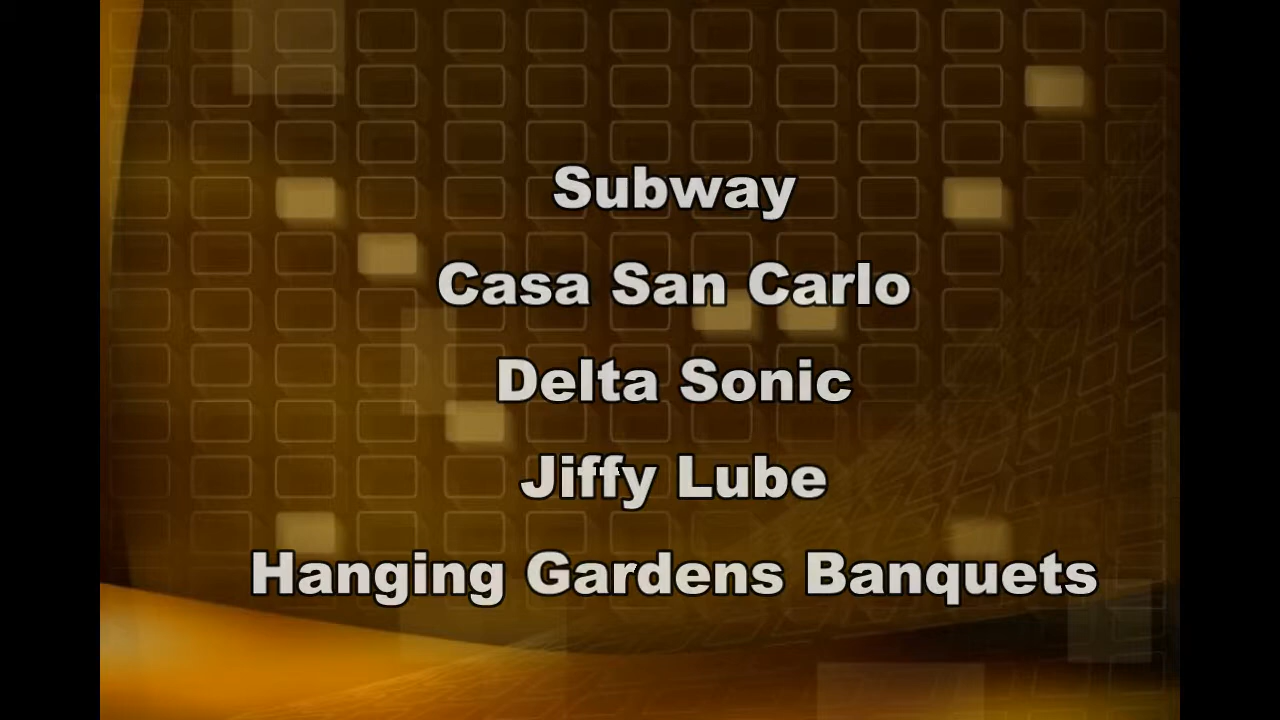 Subway
Casa San Carlo
Delta Sonic
Jiffy Lube
Hanging Gardens Banquets